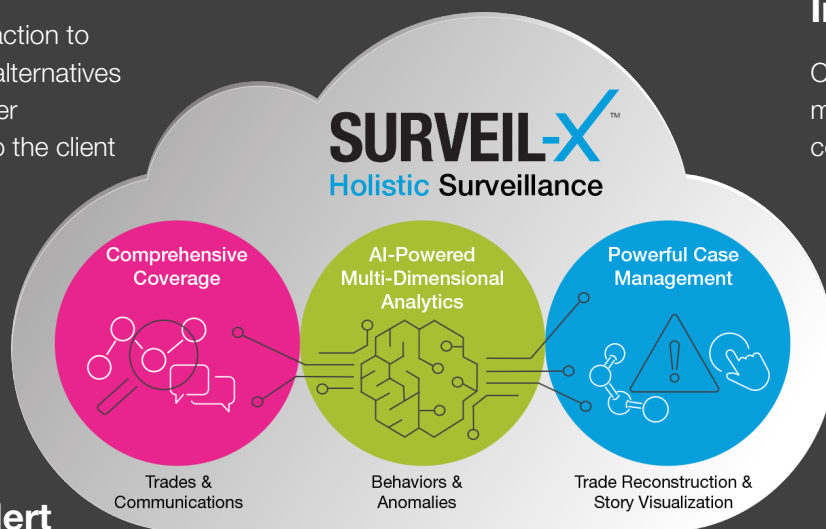 action to
alternatives
er
o the client
SURVEIL-X™
Holistic Surveillance
Comprehensive
Coverage
AI-Powered
Multi-Dimensional
Analytics
Powerful Case
Management
Trades &
Communications
Behaviors &
Anomalies
Trade Reconstruction &
Story Visualization
lert